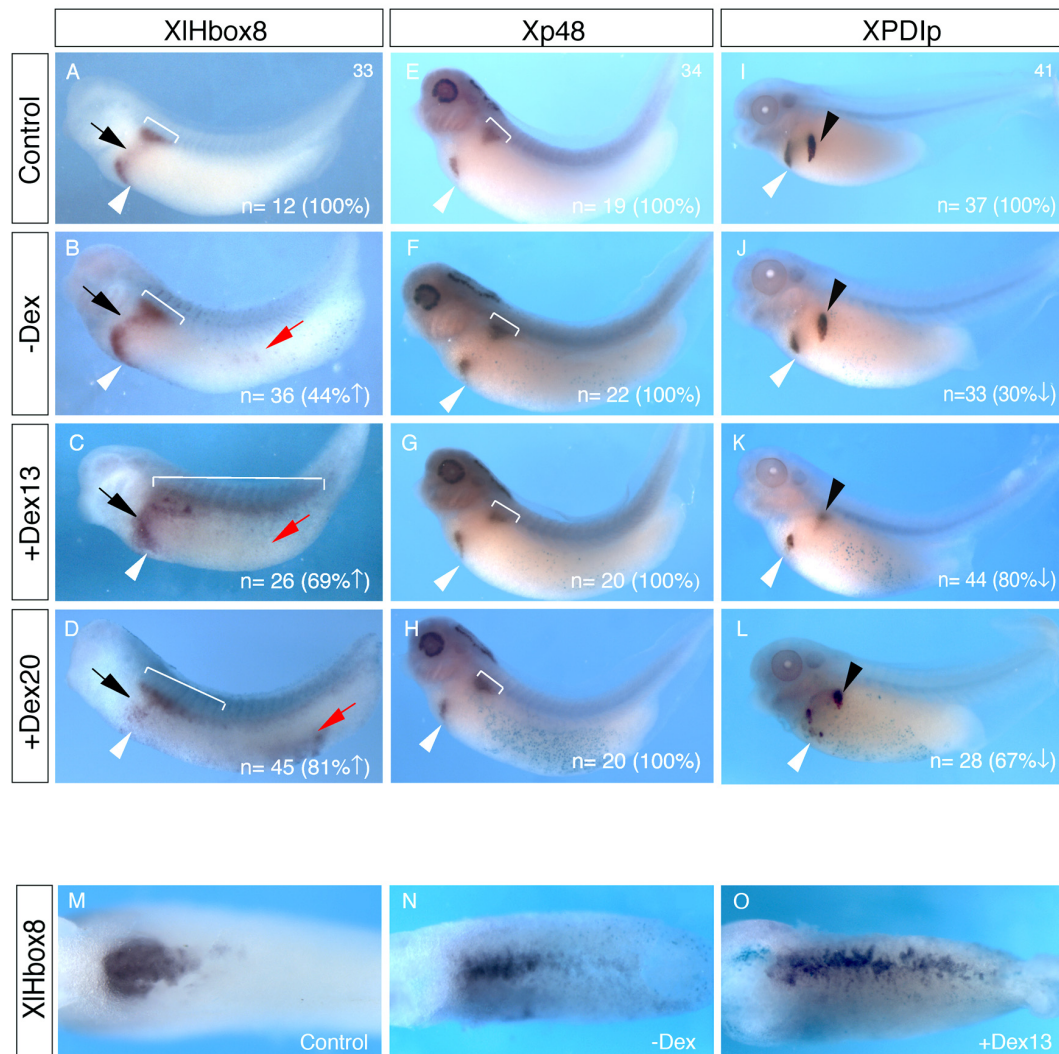 XlHbox8 Xp48 XPDIp
Control
A 33
n= 12 (100%)
E 34
n= 19 (100%)
I 41
n= 37 (100%)
-Dex
B
n= 36 (44%↑)
F
n= 22 (100%)
J
n=33 (30%↓)
+Dex13
C
n= 26 (69%↑)
G
n= 20 (100%)
K
n= 44 (80%↓)
+Dex20
D
n= 45 (81%↑)
H
n= 20 (100%)
L
n= 28 (67%↓)
XlHbox8
M
Control
N
-Dex
O
+Dex13